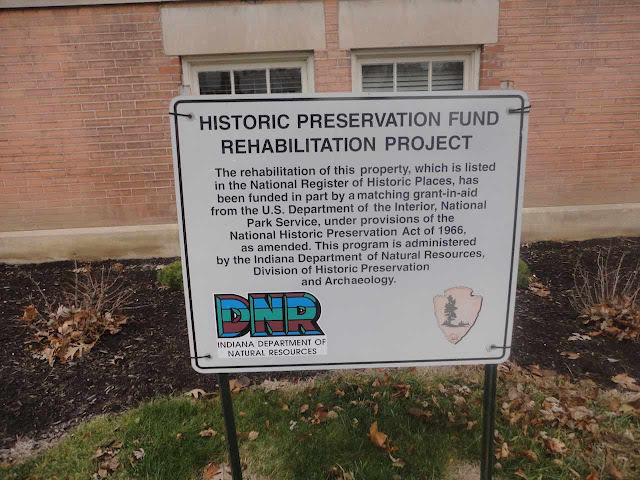 HISTORIC PRESERVATION FUND
REHABILITATION PROJECT
The rehabilitation of this property, which is listed
in the National Register of Historic Places, has
been funded in part by a matching grant-in-aid
from the U.S. Department of the Interior, National
Park Service, under provisions of the
National Historic Preservation Act of 1966,
as amended. This program is administered
by the Indiana Department of Natural Resources,
Division of Historic Preservation
and Archaeology.
DNR
INDIANA DEPARTMENT OF
NATURAL RESOURCES